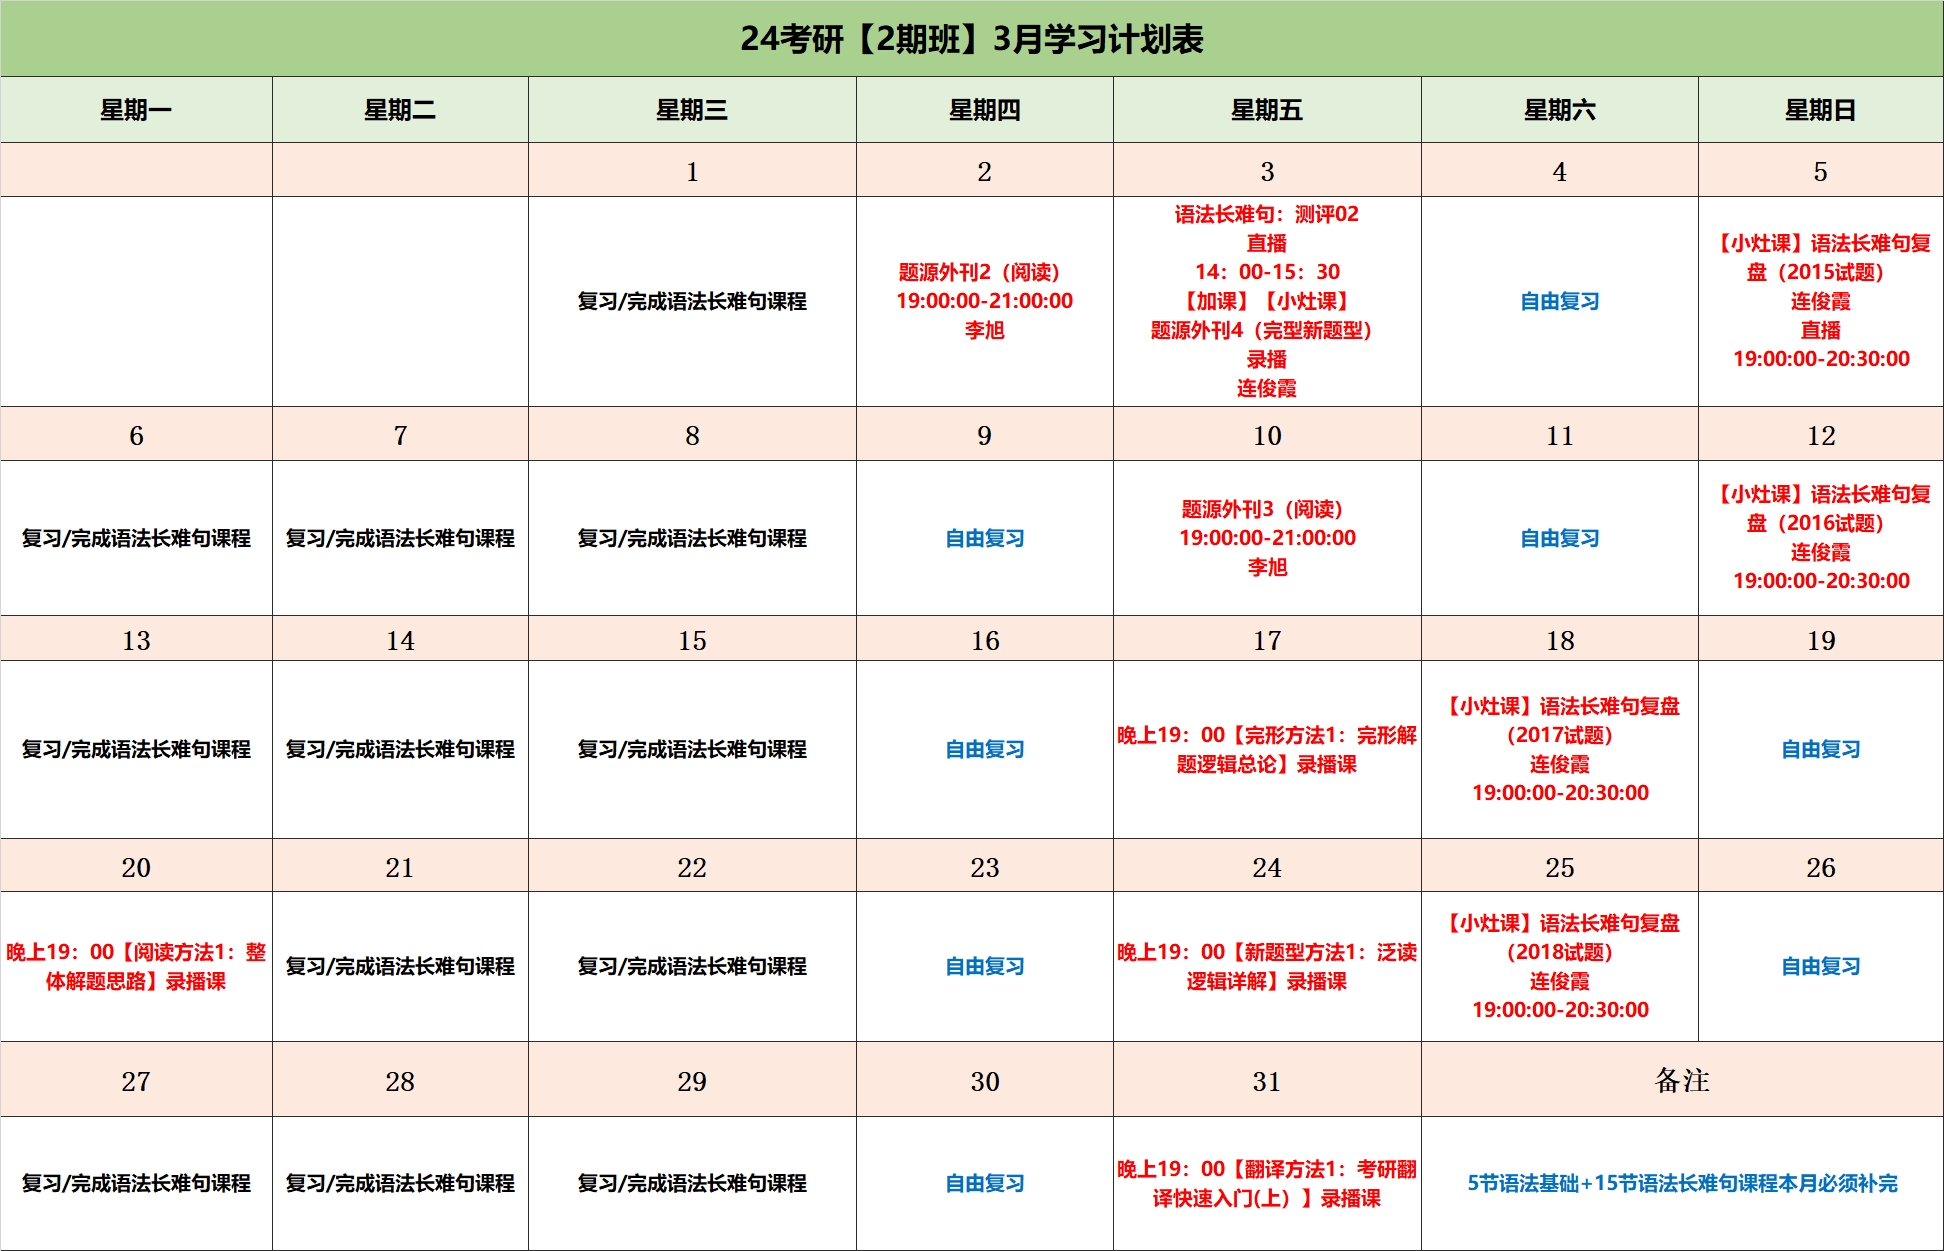 24考研【2期班】3月学习计划表
星期一
星期二
星期三
星期四
星期五
星期六
星期日
1
2
3
4
5
复习/完成语法长难句课程
题源外刊2（阅读）
19:00:00-21:00:00
李旭
语法长难句：测评02
直播
14：00-15：30
【加课】【小灶课】
题源外刊4（完型新题型）
录播
连俊霞
自由复习
【小灶课】语法长难句复
盘（2015试题）
连俊霞
直播
19:00:00-20:30:00
6
7
8
9
10
11
12
复习/完成语法长难句课程
复习/完成语法长难句课程
复习/完成语法长难句课程
自由复习
题源外刊3（阅读）
19:00:00-21:00:00
李旭
自由复习
【小灶课】语法长难句复
盘（2016试题）
连俊霞
19:00:00-20:30:00
13
14
15
16
17
18
19
复习/完成语法长难句课程
复习/完成语法长难句课程
复习/完成语法长难句课程
自由复习
晚上19：00【完形方法1：完形解
题逻辑总论】录播课
【小灶课】语法长难句复盘
（2017试题）
连俊霞
19:00:00-20:30:00
自由复习
20
21
22
23
24
25
26
晚上19：00【阅读方法1：整
体解题思路】录播课
复习/完成语法长难句课程
复习/完成语法长难句课程
自由复习
晚上19：00【新题型方法1：泛读
逻辑详解】录播课
【小灶课】语法长难句复盘
（2018试题）
连俊霞
19:00:00-20:30:00
自由复习
27
28
29
30
31
备注
复习/完成语法长难句课程
复习/完成语法长难句课程
复习/完成语法长难句课程
自由复习
晚上19：00【翻译方法1：考研翻
译快速入门(上）】录播课
5节语法基础+15节语法长难句课程本月必须补完